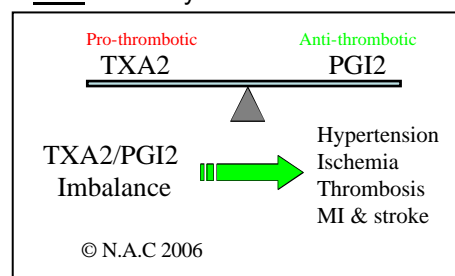 Pro-thrombotic Anti-thrombotic
TXA2 PGI2
TXA2/PGI2
Imbalance
Hypertension
Ischemia
Thrombosis
MI & stroke
© N.A.C 2006